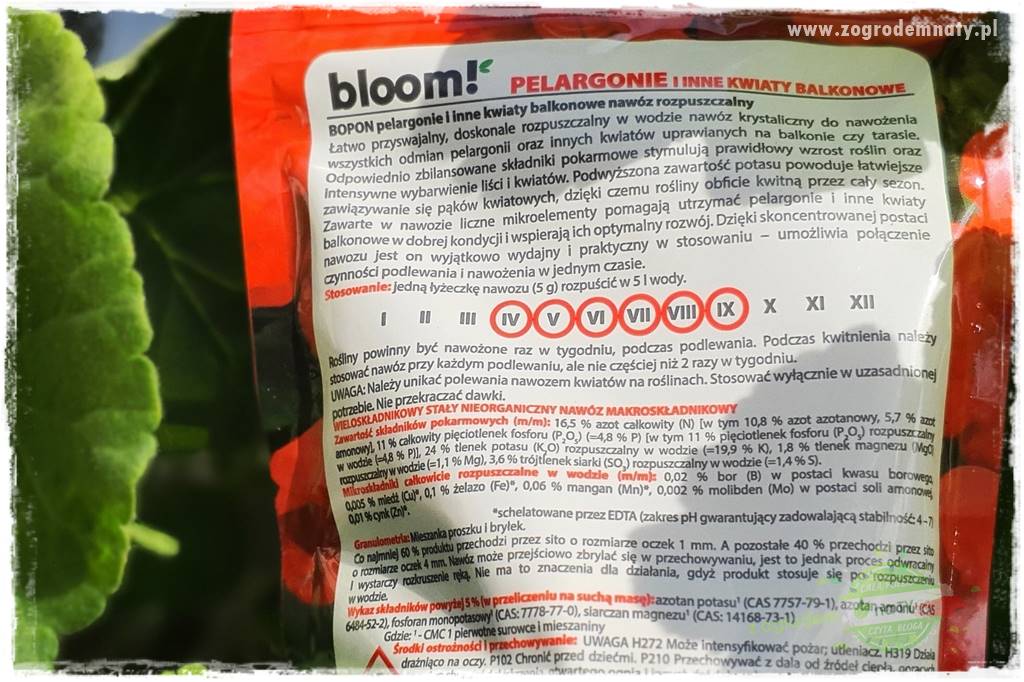 www.zogrodemnaty.pl
bloom! PELARGONIE I INNE KWIATY BALKONOWE
BOPON pelargonie i inne kwiaty balkonowe nawóz rozpuszczalny
Łatwo przyswajalny, doskonale rozpuszczalny w wodzie nawóz krystaliczny do nawożenia
wszystkich odmian pelargonii oraz innych kwiatów uprawianych na balkonie czy tarasie.
Odpowiednio zbilansowane składniki pokarmowe stymulują prawidłowy wzrost roślin oraz
intensywne wybarwienie liści i kwiatów. Podwyższona zawartość potasu powoduje łatwiejsze
zawiązywanie się pąków kwiatowych, dzięki czemu rośliny obficie kwitną przez cały sezon.
Zawarte w nawozie liczne mikroelementy pomagają utrzymać pelargonie i inne kwiaty
balkonowe w dobrej kondycji i wspierają ich optymalny rozwój. Dzięki skoncentrowanej postaci
nawozu jest on wyjątkowo wydajny i praktyczny w stosowaniu – umożliwia połączenie
czynności podlewania i nawożenia w jednym czasie.
Stosowanie: jedną łyżeczkę nawozu (5 g) rozpuścić w 5 l wody.
I II III IV V VI VII VIII IX X XI XII
Rośliny powinny być nawożone raz w tygodniu, podczas podlewania. Podczas kwitnienia należy
stosować nawóz przy każdym podlewaniu, ale nie częściej niż 2 razy w tygodniu.
UWAGA: Należy unikać polewania nawozem kwiatów na roślinach. Stosować wyłącznie w uzasadnionej
potrzebie. Nie przekraczać dawki.
WIELOSKŁADNIKOWY STAŁY NIEORGANICZNY NAWÓZ MAKROSKŁADNIKOWY
Zawartość składników pokarmowych (m/m): 16,5 % azot całkowity (N) [w tym 10,8 % azot azotanowy, 5,7 % azot
amonowy], 11 % całkowity pięciotlenek fosforu (P₂O₅) (=4,8 % P) [w tym 11 % pięciotlenek fosforu (P₂O₅) rozpuszczalny
w wodzie (=4,8 % P)], 24 % tlenek potasu (K₂O) rozpuszczalny w wodzie (=19,9 % K), 1,8 % tlenek magnezu (MgO)
rozpuszczalny w wodzie (=1,1 % Mg), 3,6 % trójtlenek siarki (SO₃) rozpuszczalny w wodzie (=1,4 % S).
Mikroskładniki całkowicie rozpuszczalne w wodzie (m/m): 0,02 % bor (B) w postaci kwasu borowego,
0,005 % miedź (Cu)*, 0,1 % żelazo (Fe)*, 0,06 % mangan (Mn)*, 0,002 % molibden (Mo) w postaci soli amonowej,
0,01 % cynk (Zn)*.
*schelatowane przez EDTA (zakres pH gwarantujący zadowalającą stabilność 4-7)
Granulometria: Mieszanka proszku i bryłek.
Co najmniej 60 % produktu przechodzi przez sito o rozmiarze oczek 1 mm. A pozostałe 40 % przechodzi przez sito
o rozmiarze oczek 4 mm. Nawóz może przejściowo zbrylać się w przechowywaniu, jest to jednak proces odwracalny
i wystarczy rozkruszenie ręką. Nie ma to znaczenia dla działania, gdyż produkt stosuje się po rozpuszczeniu
w wodzie.
Wykaz składników powyżej 5 % (w przeliczeniu na suchą masę): azotan potasu¹ (CAS 7757-79-1), azotan amonu¹ (CAS
6484-52-2), fosforan monopotasowy¹ (CAS: 7778-77-0), siarczan magnezu¹ (CAS: 14168-73-1)
Gdzie: ¹ - CMC 1 pierwotne surowce i mieszaniny
Środki ostrożności i przechowywanie: UWAGA H272 Może intensyfikować pożar; utleniacz. H319 Działa
drażniąco na oczy. P102 Chronić przed dziećmi. P210 Przechowywać z dala od źródeł ciepła, gorących
CZYTA BLOGA